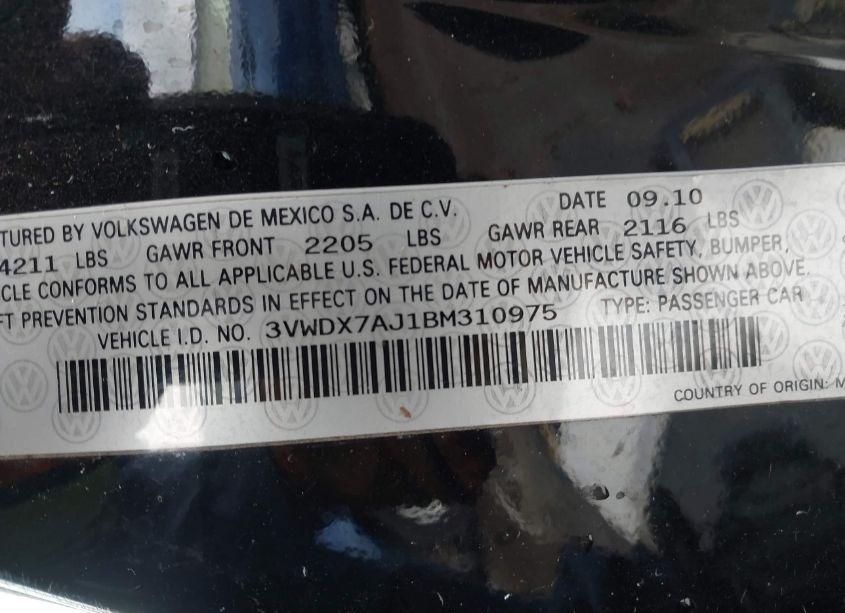 TURED BY VOLKSWAGEN DE MEXICO S.A. DE C.V. DATE 09.10
4211 LBS GAWR FRONT 2205 LBS GAWR REAR 2116 LBS
CLE CONFORMS TO ALL APPLICABLE U.S. FEDERAL MOTOR VEHICLE SAFETY, BUMPER,
FT PREVENTION STANDARDS IN EFFECT ON THE DATE OF MANUFACTURE SHOWN ABOVE.
VEHICLE I.D. NO. 3VWDX7AJ1BM310975 TYPE: PASSENGER CAR
COUNTRY OF ORIGIN: M